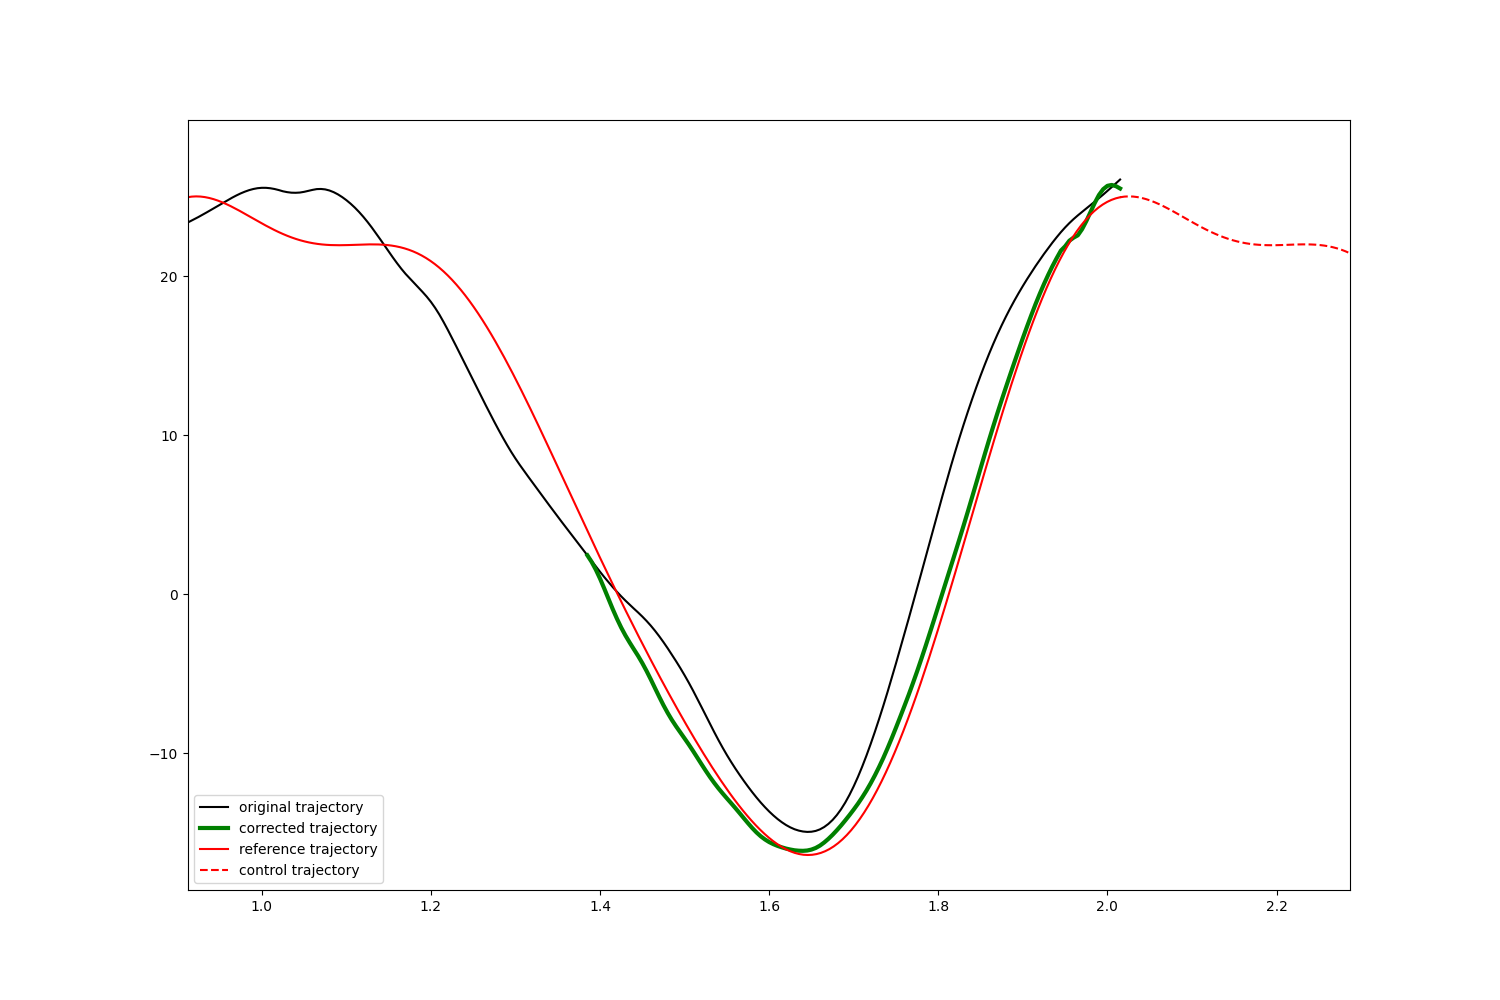 20
10
0
−10
original trajectory
corrected trajectory
reference trajectory
control trajectory
1.0 1.2 1.4 1.6 1.8 2.0 2.2